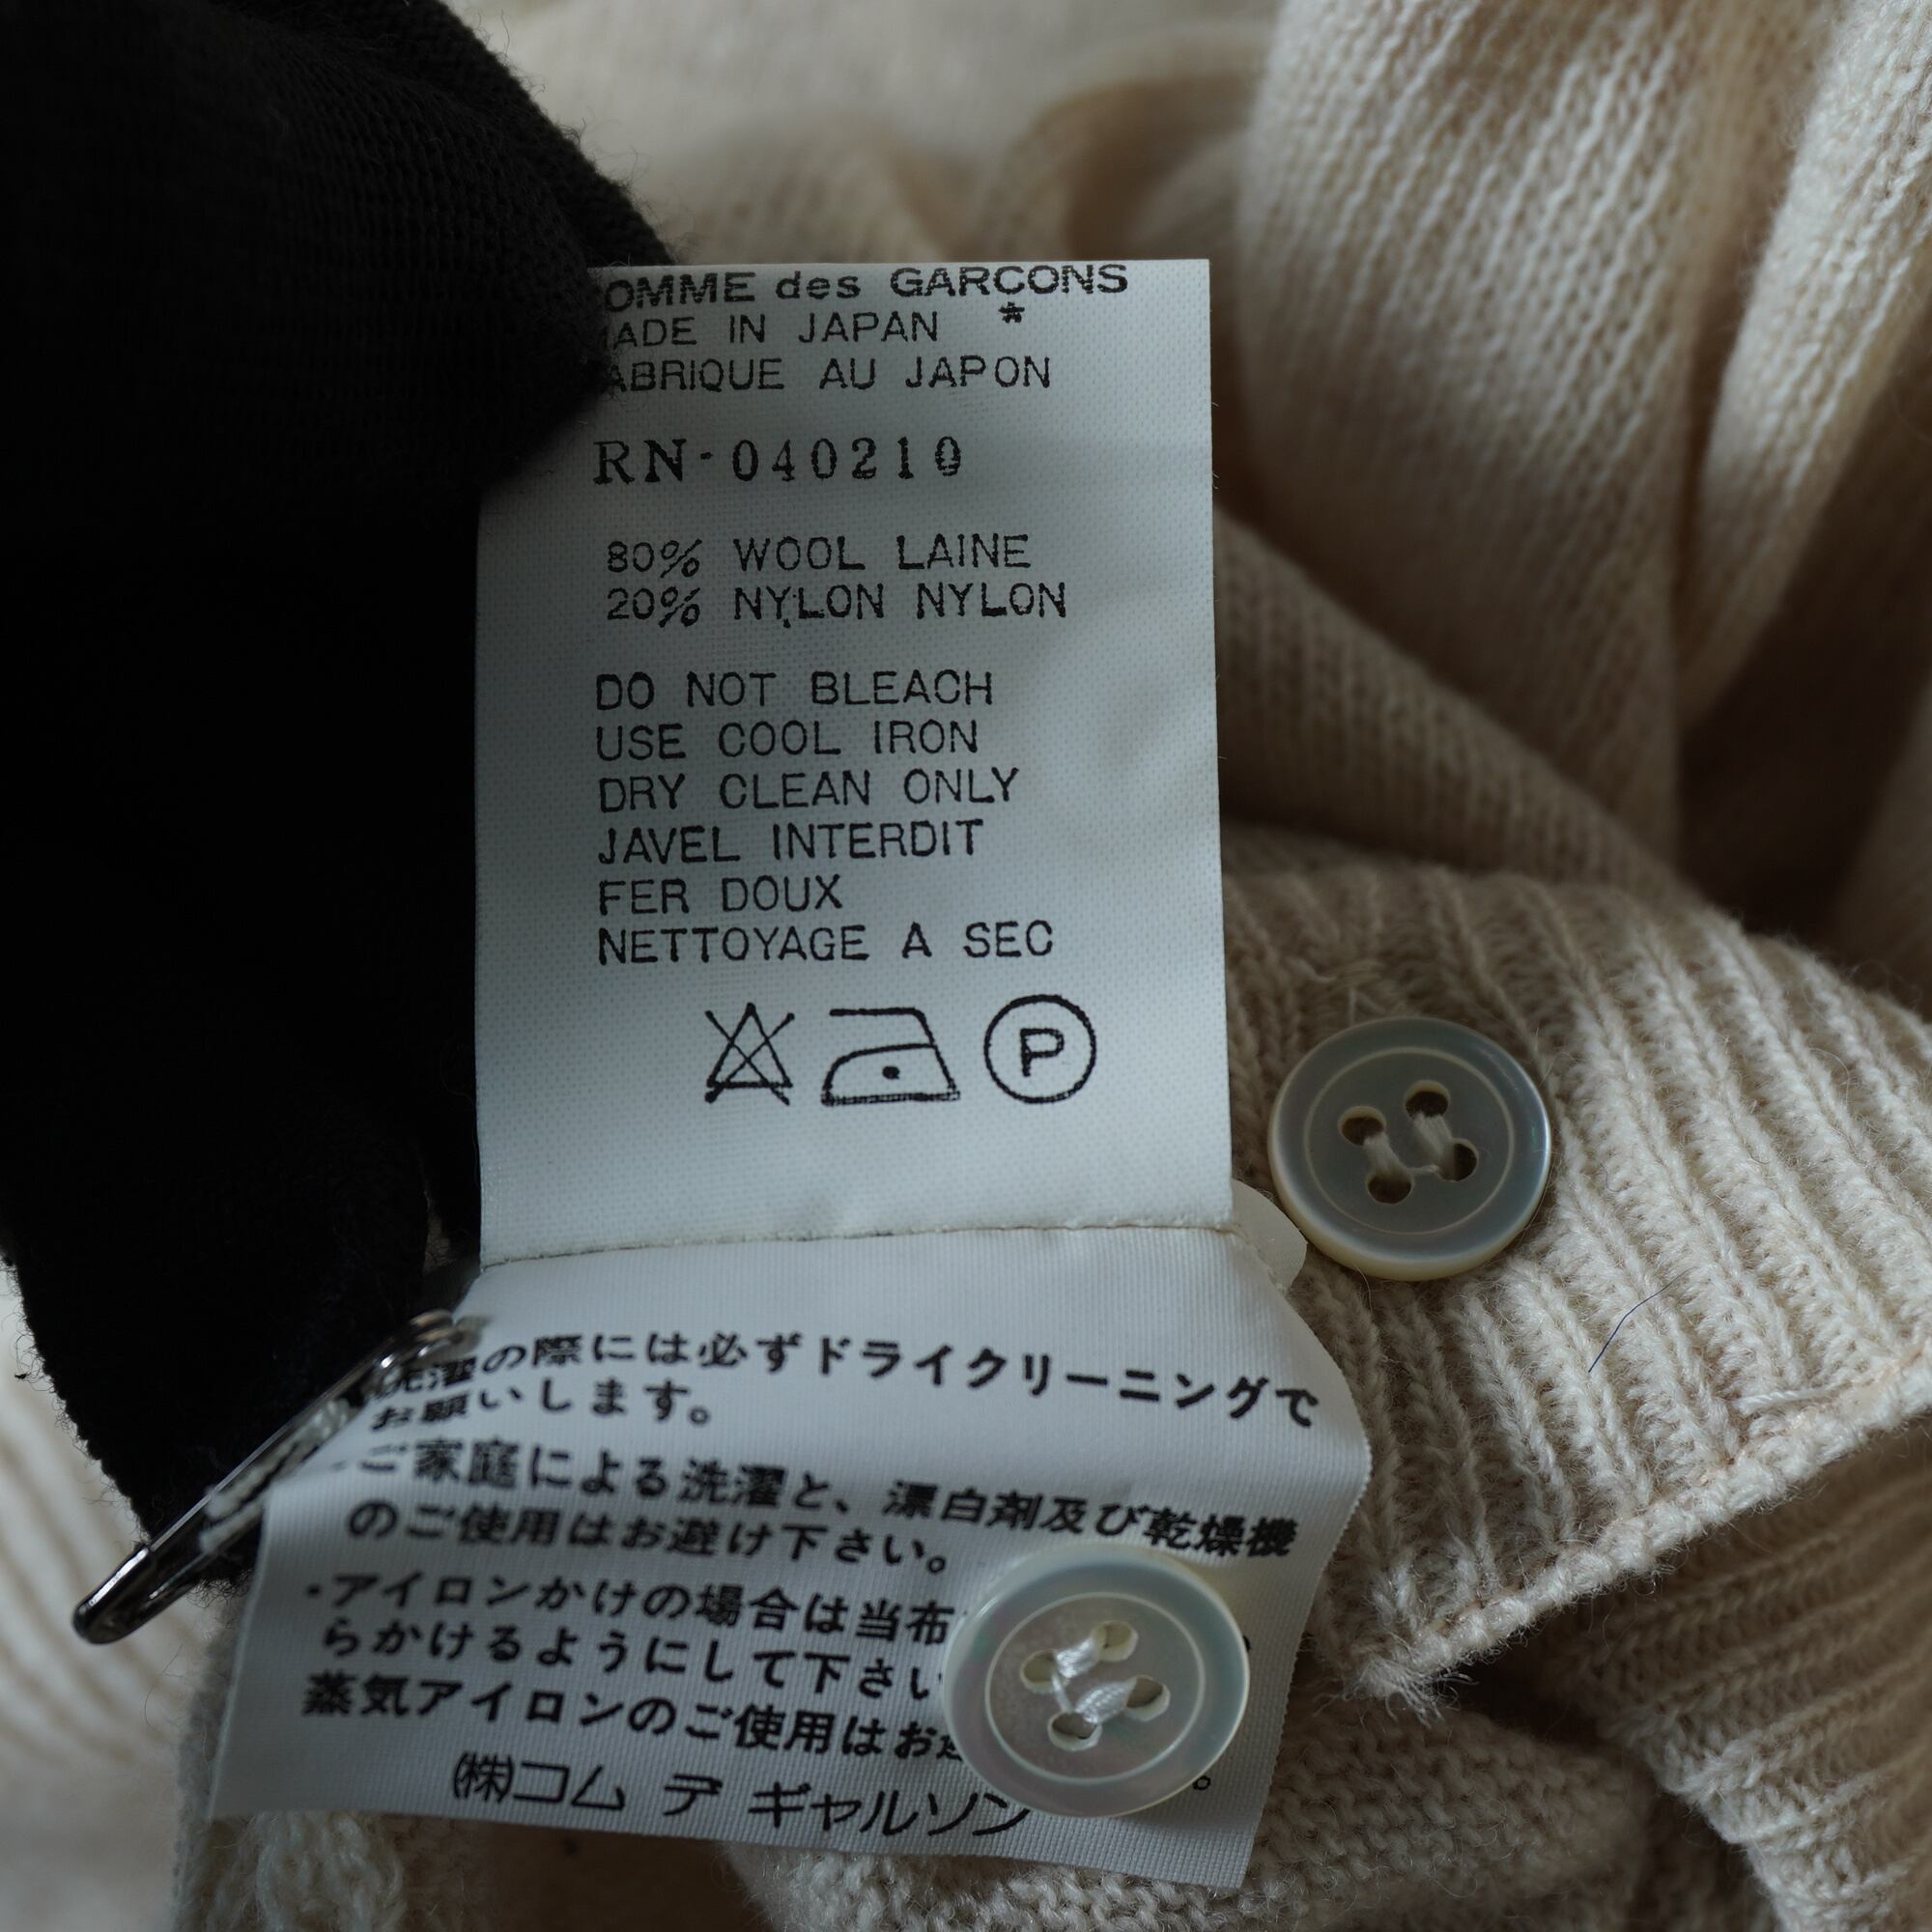 OMME des GARCONS
MADE IN JAPAN *
ABRIQUE AU JAPON
RN-040210
80% WOOL LAINE
20% NYLON NYLON
DO NOT BLEACH
USE COOL IRON
DRY CLEAN ONLY
JAVEL INTERDIT
FER DOUX
NETTOYAGE A SEC
P
洗濯の際には必ずドライクリーニングで
お願いします。
・ご家庭による洗濯と、漂白剤及び乾燥機
のご使用はお避け下さい。
・アイロンかけの場合は当布
らかけるようにして下さい
蒸気アイロンのご使用はお
(株)コム デ ギャルソン